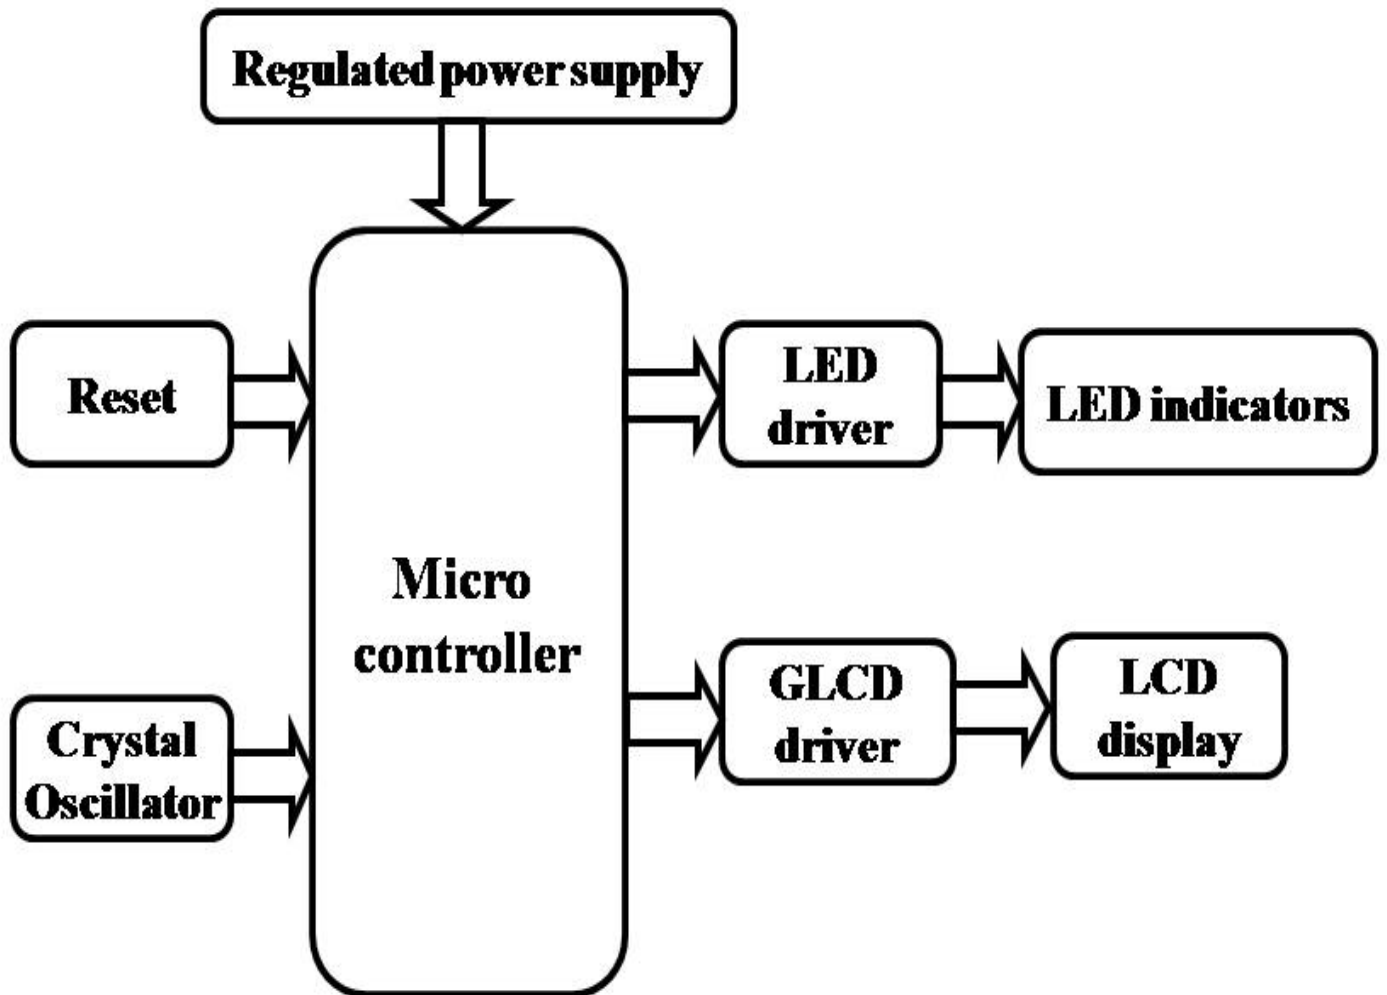 Regulated power supply
Reset
LED
driver
LED indicators
Micro
controller
Crystal
Oscillator
GLCD
driver
LCD
display